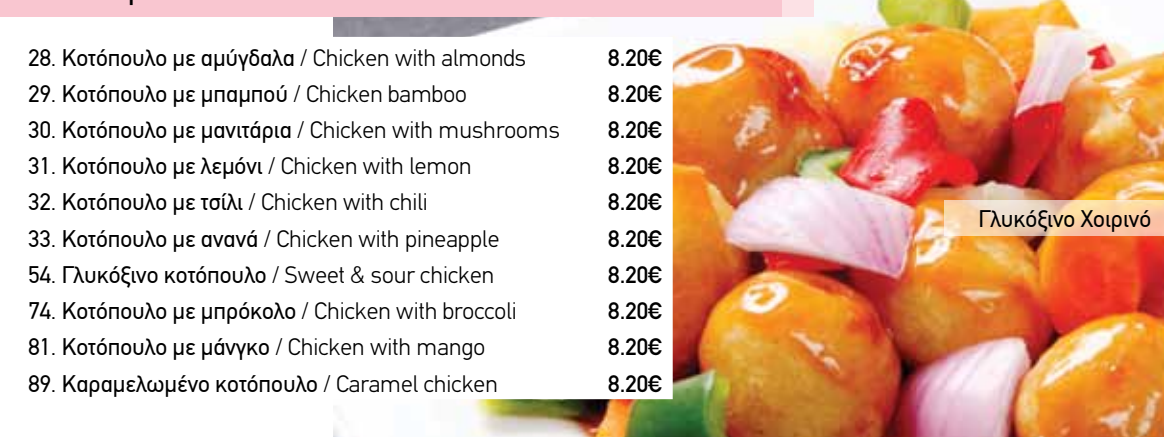 28. Κοτόπουλο με αμύγδαλα / Chicken with almonds 8.20€
29. Κοτόπουλο με μπαμπού / Chicken bamboo 8.20€
30. Κοτόπουλο με μανιτάρια / Chicken with mushrooms 8.20€
31. Κοτόπουλο με λεμόνι / Chicken with lemon 8.20€
32. Κοτόπουλο με τσίλι / Chicken with chili 8.20€
33. Κοτόπουλο με ανανά / Chicken with pineapple 8.20€
54. Γλυκόξινο κοτόπουλο / Sweet & sour chicken 8.20€
74. Κοτόπουλο με μπρόκολο / Chicken with broccoli 8.20€
81. Κοτόπουλο με μάνγκο / Chicken with mango 8.20€
89. Καραμελωμένο κοτόπουλο / Caramel chicken 8.20€
Γλυκόξινο Χοιρινό